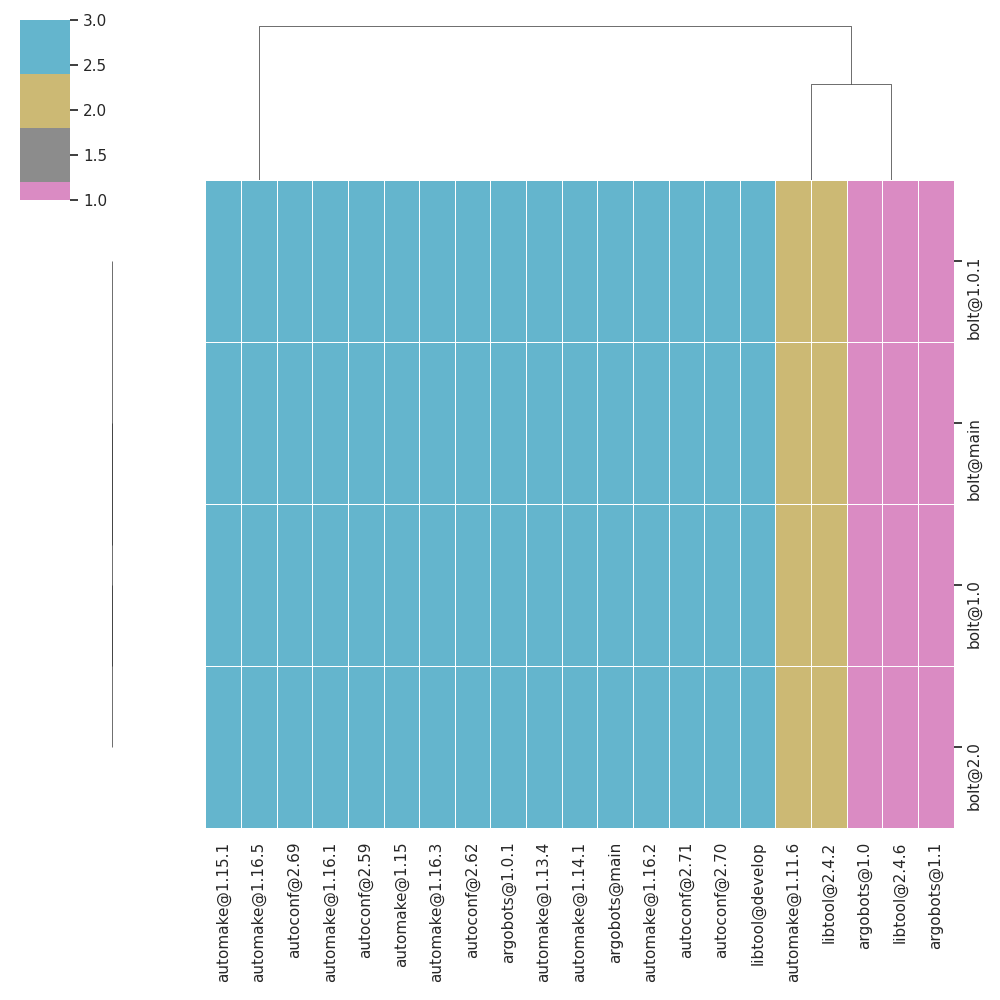 3.0
2.5
2.0
1.5
1.0
bolt@1.0.1
bolt@main
bolt@1.0
bolt@2.0
automake@1.15.1
automake@1.16.5
autoconf@2.69
automake@1.16.1
autoconf@2.59
automake@1.15
automake@1.16.3
autoconf@2.62
argobots@1.0.1
automake@1.13.4
automake@1.14.1
argobots@main
automake@1.16.2
autoconf@2.71
autoconf@2.70
libtool@develop
automake@1.11.6
libtool@2.4.2
argobots@1.0
libtool@2.4.6
argobots@1.1